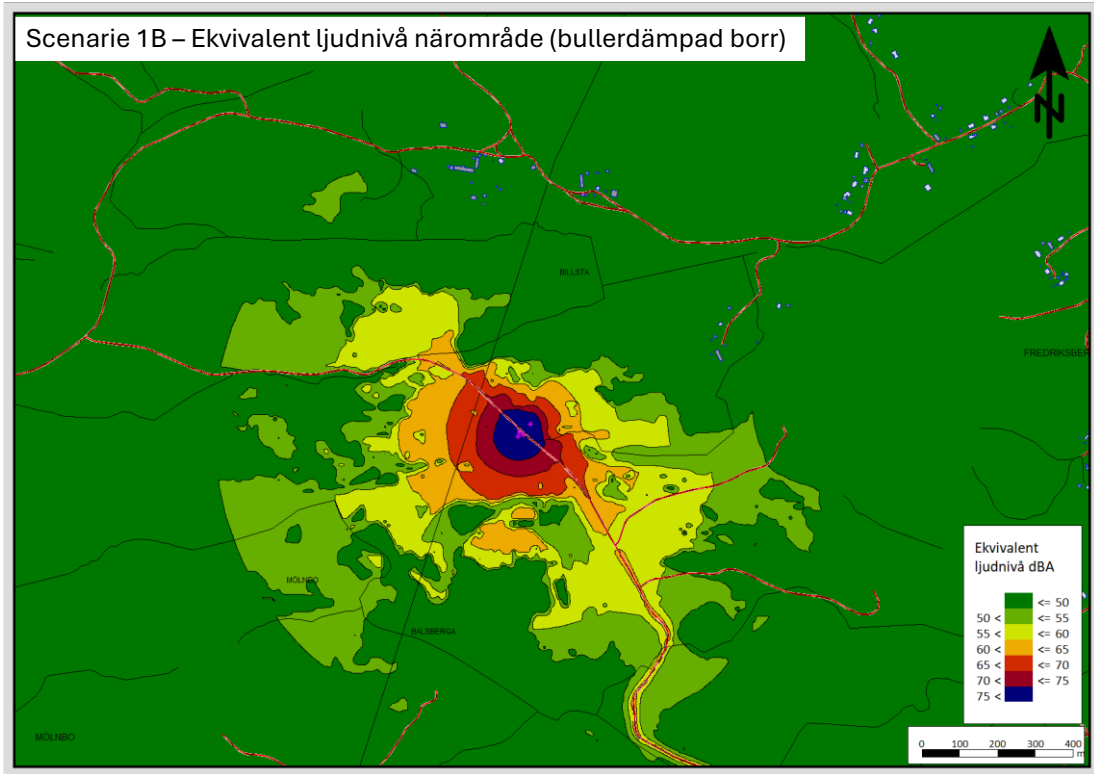 Scenarie 1B – Ekvivalent ljudnivå närområde (bullerdämpad borr)
N
BILLSTA
FREDRIKSBER
MÖLNBO
BALSBERGA
MÖLNBO
Ekvivalent
ljudnivå dBA
<= 50
50 < <= 55
55 < <= 60
60 < <= 65
65 < <= 70
70 < <= 75
75 <
0 100 200 300 400
m